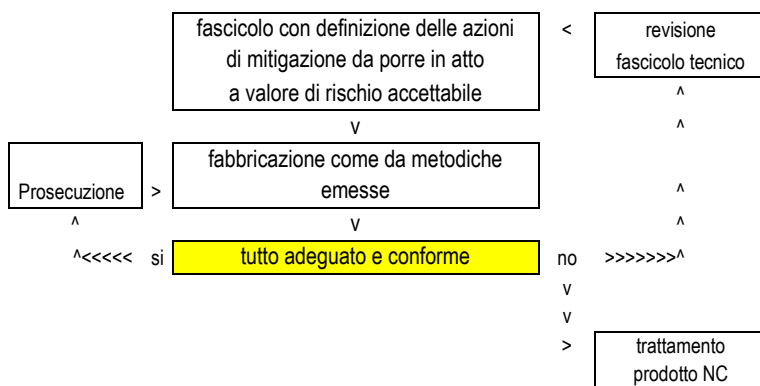 fascicolo con definizione delle azioni < revisione
di mitigazione da porre in atto fascicolo tecnico
a valore di rischio accettabile ^
v ^
fabbricazione come da metodiche
Prosecuzione > emesse ^
^ v ^
^<<<<< si tutto adeguato e conforme no >>>>>>>^
v
v
> trattamento
prodotto NC